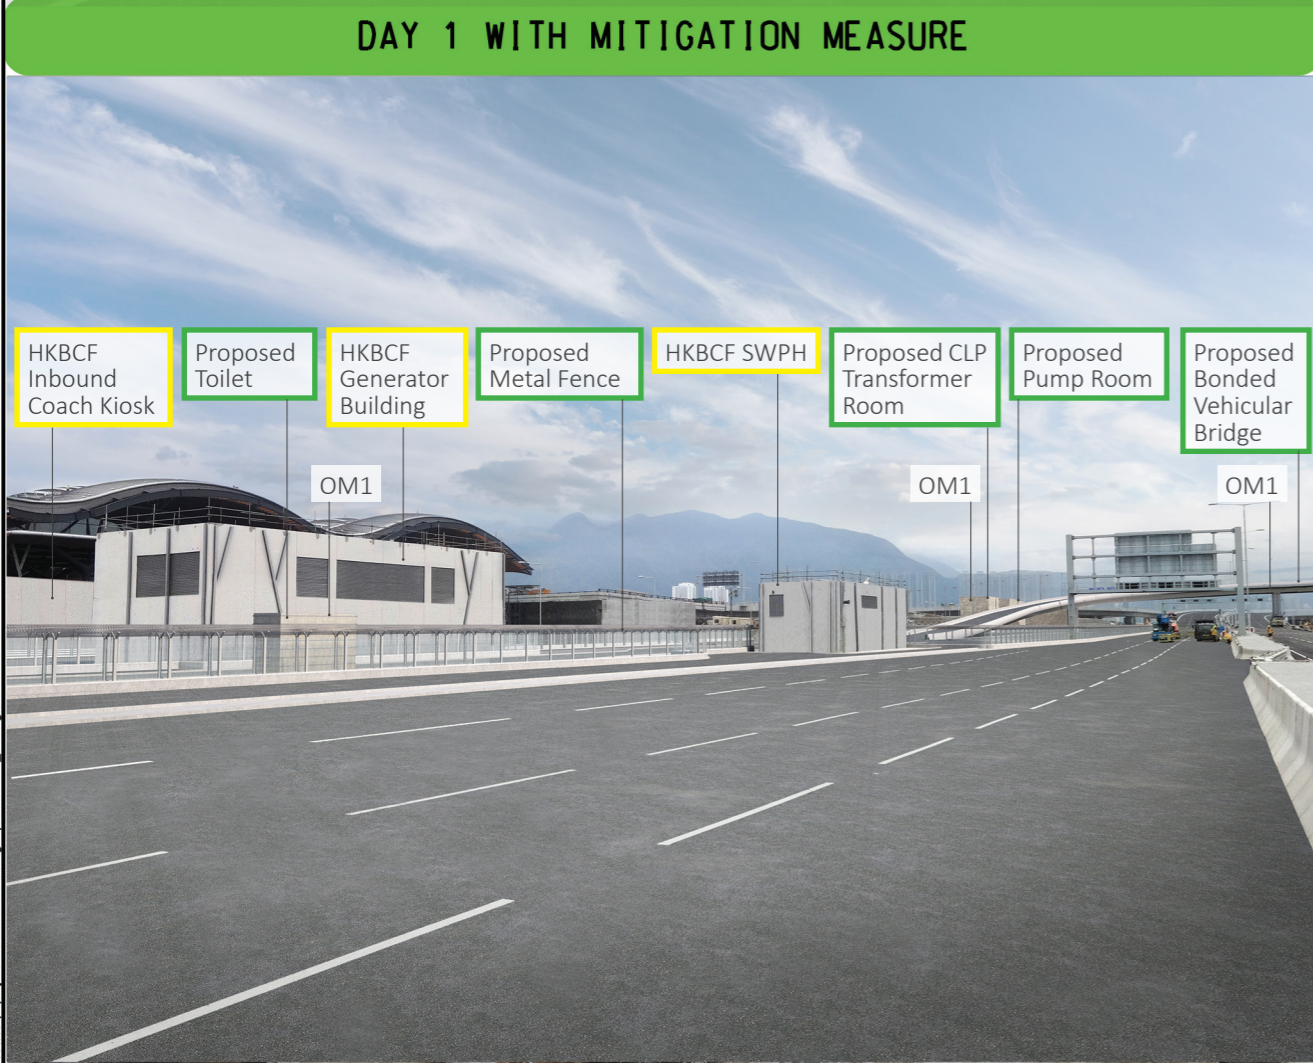 DAY 1 WITH MITIGATION MEASURE
HKBCF
Inbound
Coach Kiosk
Proposed
Toilet
HKBCF
Generator
Building
Proposed
Metal Fence
HKBCF SWPH
Proposed CLP
Transformer
Room
Proposed
Pump Room
Proposed
Bonded
Vehicular
Bridge
OM1
OM1
OM1